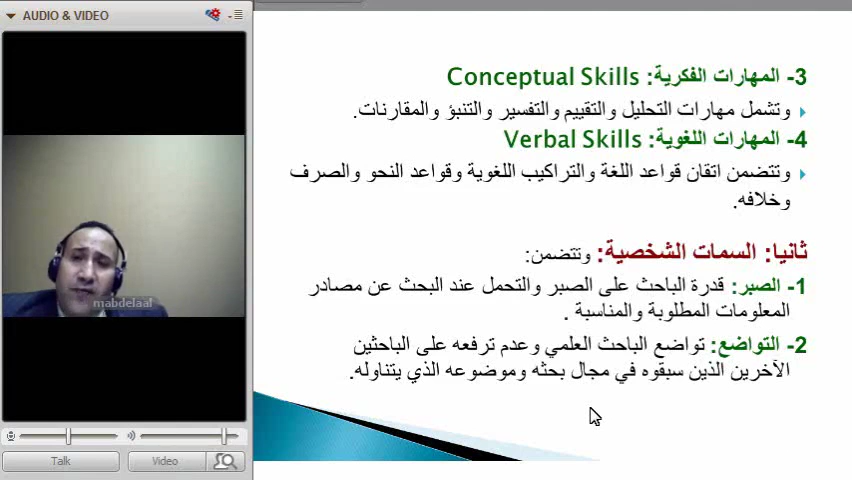 AUDIO & VIDEO
mabdelaal
Talk
Video
3- المهارات الفكرية: Conceptual Skills
وتشمل مهارات التحليل والتقييم والتفسير والتنبؤ والمقارنات.
4- المهارات اللغوية: Verbal Skills
وتتضمن اتقان قواعد اللغة والتراكيب اللغوية وقواعد النحو والصرف
وخلافه.
ثانيا: السمات الشخصية: وتتضمن:
1- الصبر: قدرة الباحث على الصبر والتحمل عند البحث عن مصادر
المعلومات المطلوبة والمناسبة .
2- التواضع: تواضع الباحث العلمي وعدم ترفعه على الباحثين
الآخرين الذين سبقوه في مجال بحثه وموضوعه الذي يتناوله.